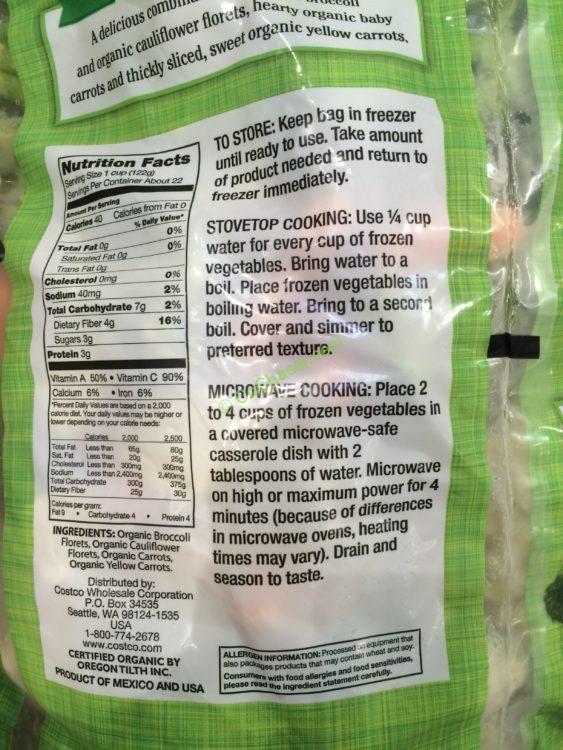 A delicious
and organic cauliflower florets, hearty organic baby
carrots and thickly sliced, sweet organic yellow carrots.
Nutrition Facts
Serving Size 1 cup (122g)
Servings Per Container About 22
Amount Per Serving
Calories 40 Calories from Fat 0
% Daily Value*
Total Fat 0g 0%
Saturated Fat 0g 0%
Trans Fat 0g
Cholesterol 0mg 0%
Sodium 40mg 2%
Total Carbohydrate 7g 2%
Dietary Fiber 4g 16%
Sugars 3g
Protein 3g
Vitamin A 50% • Vitamin C 90%
Calcium 6% • Iron 6%
*Percent Daily Values are based on a 2,000
calorie diet. Your daily values may be higher or
lower depending on your calorie needs:
Calories 2,000 2,500
Total Fat Less than 65g 80g
Sat. Fat Less than 20g 25g
Cholesterol Less than 300mg 300mg
Sodium Less than 2,400mg 2,400mg
Total Carbohydrate 300g 375g
Dietary Fiber 25g 30g
Calories per gram:
Fat 9 • Carbohydrate 4 • Protein 4
INGREDIENTS: Organic Broccoli
Florets, Organic Cauliflower
Florets, Organic Carrots,
Organic Yellow Carrots.
Distributed by:
Costco Wholesale Corporation
P.O. Box 34535
Seattle, WA 98124-1535
USA
1-800-774-2678
www.costco.com
CERTIFIED ORGANIC BY
OREGON TILTH INC.
PRODUCT OF MEXICO AND USA
TO STORE: Keep bag in freezer
until ready to use. Take amount
of product needed and return to
freezer immediately.
STOVETOP COOKING: Use ¼ cup
water for every cup of frozen
vegetables. Bring water to a
boil. Place frozen vegetables in
boiling water. Bring to a second
boil. Cover and simmer to
preferred texture.
MICROWAVE COOKING: Place 2
to 4 cups of frozen vegetables in
a covered microwave-safe
casserole dish with 2
tablespoons of water. Microwave
on high or maximum power for 4
minutes (because of differences
in microwave ovens, heating
times may vary). Drain and
season to taste.
ALLERGEN INFORMATION: Processed on equipment that
also packages products that may contain wheat and soy.
Consumers with food allergies and food sensitivities,
please read the ingredient statement carefully.